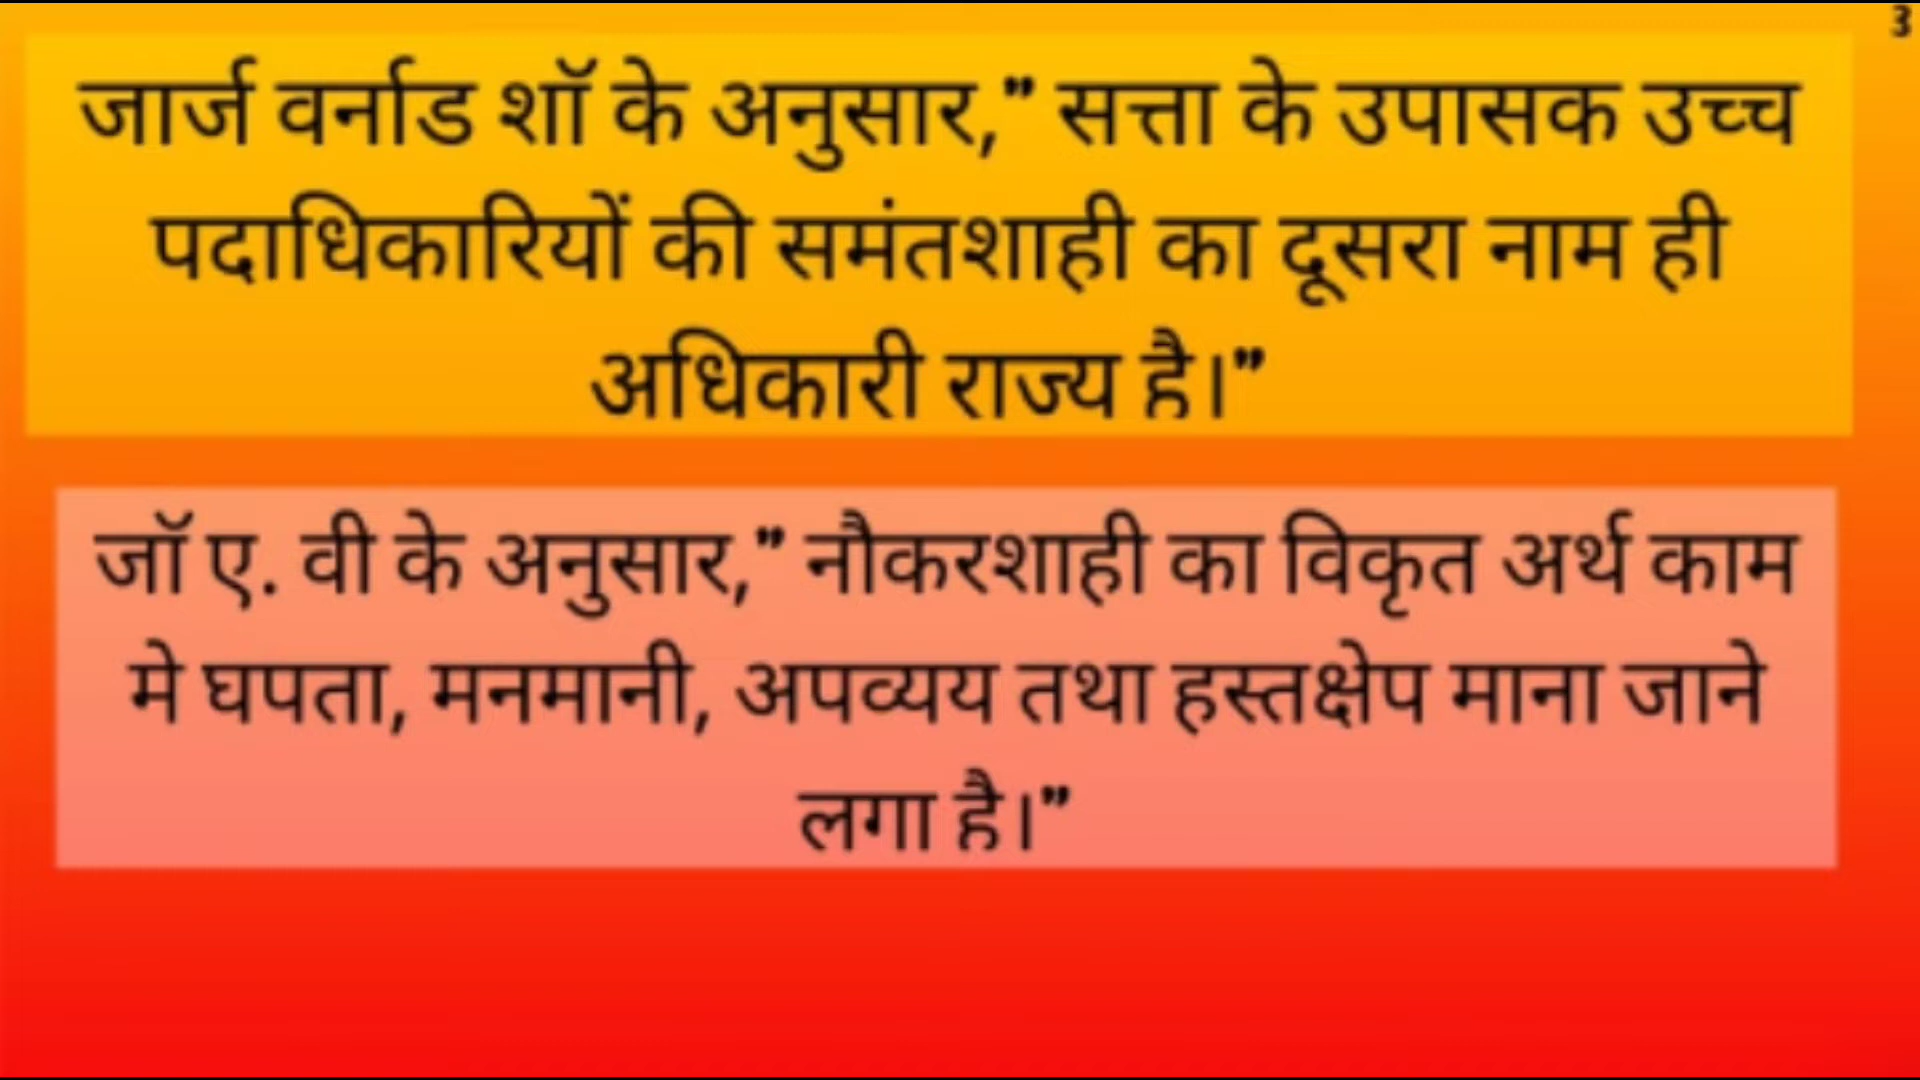 3
जार्ज वर्नाड शॉ के अनुसार,” सत्ता के उपासक उच्च
पदाधिकारियों की समंतशाही का दूसरा नाम ही
अधिकारी राज्य है।”
जॉ ए. वी के अनुसार,” नौकरशाही का विकृत अर्थ काम
मे घपता, मनमानी, अपव्यय तथा हस्तक्षेप माना जाने
लगा है।”